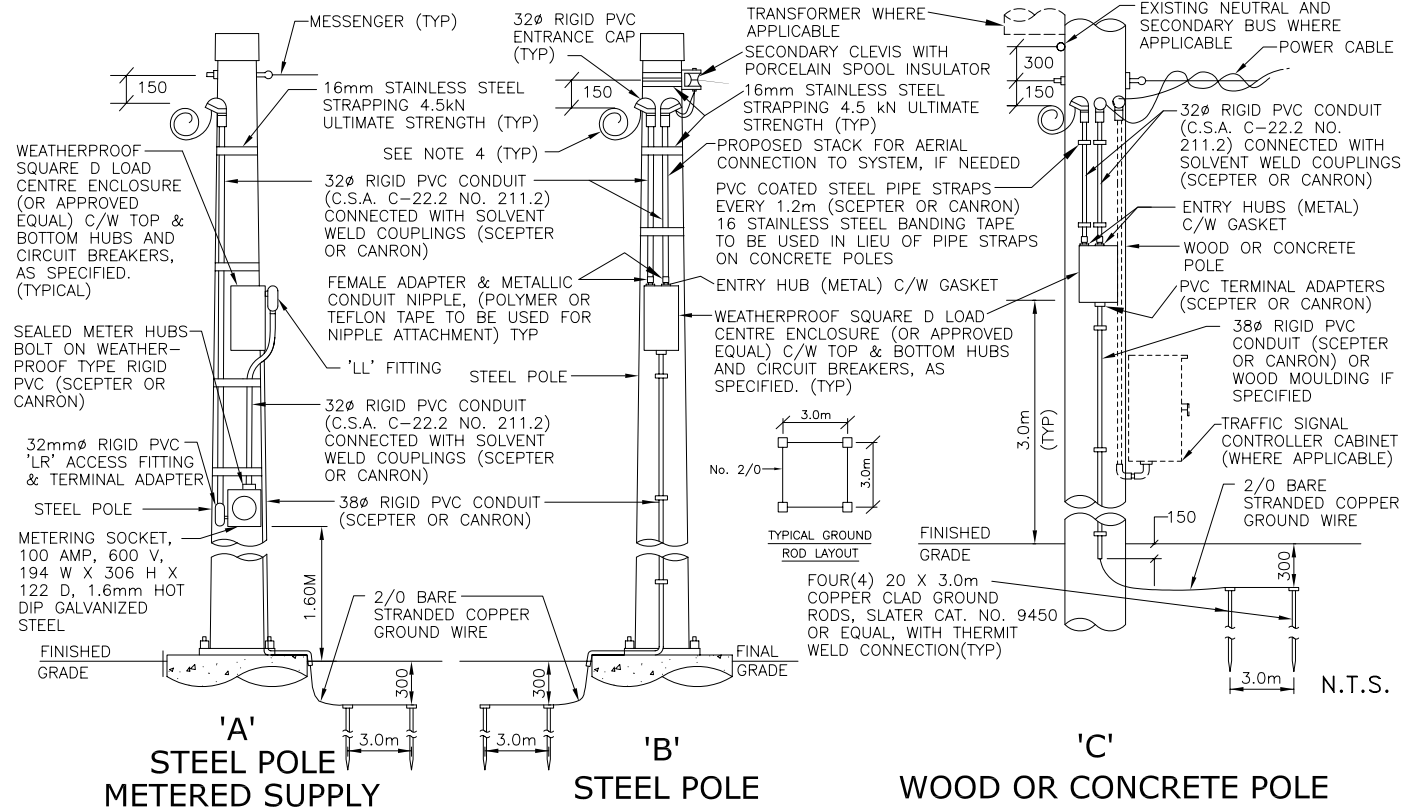 MESSENGER (TYP)
150
16mm STAINLESS STEEL
STRAPPING 4.5kN
ULTIMATE STRENGTH (TYP)
WEATHERPROOF
SQUARE D LOAD
CENTRE ENCLOSURE
(OR APPROVED
EQUAL) C/W TOP &
BOTTOM HUBS AND
CIRCUIT BREAKERS,
AS SPECIFIED.
(TYPICAL)
SEALED METER HUBS
BOLT ON WEATHER-
PROOF TYPE RIGID
PVC (SCEPTER OR
CANRON)
32mmø RIGID PVC
'LR' ACCESS FITTING
& TERMINAL ADAPTER
STEEL POLE
METERING SOCKET,
100 AMP, 600 V,
194 W X 306 H X
122 D, 1.6mm HOT
DIP GALVANIZED
STEEL
FINISHED
GRADE
32ø RIGID PVC
ENTRANCE CAP
(TYP)
150
SEE NOTE 4 (TYP)
32ø RIGID PVC CONDUIT
(C.S.A. C-22.2 NO. 211.2)
CONNECTED WITH SOLVENT
WELD COUPLINGS (SCEPTER
OR CANRON)
FEMALE ADAPTER & METALLIC
CONDUIT NIPPLE, (POLYMER OR
TEFLON TAPE TO BE USED FOR
NIPPLE ATTACHMENT) TYP
'LL' FITTING
STEEL POLE
32ø RIGID PVC CONDUIT
(C.S.A. C-22.2 NO. 211.2)
CONNECTED WITH SOLVENT
WELD COUPLINGS (SCEPTER
OR CANRON)
38ø RIGID PVC CONDUIT
(SCEPTER OR CANRON)
1.60M
2/0 BARE
STRANDED COPPER
GROUND WIRE
300
3.0m
300
3.0m
FINAL
GRADE
TRANSFORMER WHERE
APPLICABLE
SECONDARY CLEVIS WITH
PORCELAIN SPOOL INSULATOR
16mm STAINLESS STEEL
STRAPPING 4.5 kN ULTIMATE
STRENGTH (TYP)
PROPOSED STACK FOR AERIAL
CONNECTION TO SYSTEM, IF NEEDED
PVC COATED STEEL PIPE STRAPS
EVERY 1.2m (SCEPTER OR CANRON)
16 STAINLESS STEEL BANDING TAPE
TO BE USED IN LIEU OF PIPE STRAPS
ON CONCRETE POLES
ENTRY HUB (METAL) C/W GASKET
WEATHERPROOF SQUARE D LOAD
CENTRE ENCLOSURE (OR APPROVED
EQUAL) C/W TOP & BOTTOM HUBS
AND CIRCUIT BREAKERS, AS
SPECIFIED. (TYP)
3.0m
No. 2/0
3.0m
TYPICAL GROUND
ROD LAYOUT
3.0m
(TYP)
FINISHED
GRADE
FOUR(4) 20 X 3.0m
COPPER CLAD GROUND
RODS, SLATER CAT. NO. 9450
OR EQUAL, WITH THERMIT
WELD CONNECTION(TYP)
300
150
EXISTING NEUTRAL AND
SECONDARY BUS WHERE
APPLICABLE
POWER CABLE
32ø RIGID PVC CONDUIT
(C.S.A. C-22.2 NO.
211.2) CONNECTED WITH
SOLVENT WELD COUPLINGS
(SCEPTER OR CANRON)
ENTRY HUBS (METAL)
C/W GASKET
WOOD OR CONCRETE
POLE
PVC TERMINAL ADAPTERS
(SCEPTER OR CANRON)
38ø RIGID PVC
CONDUIT (SCEPTER
OR CANRON) OR
WOOD MOULDING IF
SPECIFIED
TRAFFIC SIGNAL
CONTROLLER CABINET
(WHERE APPLICABLE)
2/0 BARE
STRANDED COPPER
GROUND WIRE
150
300
3.0m
N.T.S.
'A'
STEEL POLE
METERED SUPPLY
'B'
STEEL POLE
'C'
WOOD OR CONCRETE POLE